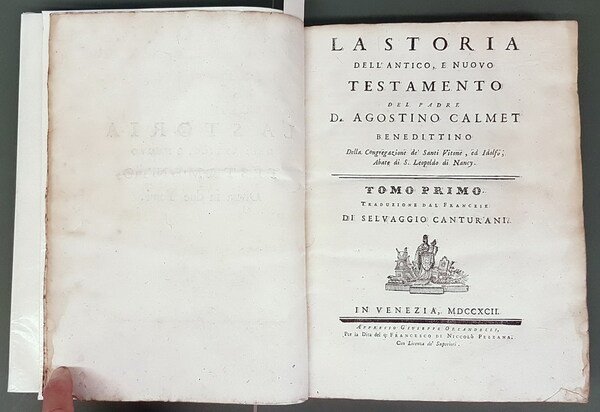 LA STORIA
DELL'ANTICO, E NUOVO
TESTAMENTO
DEL PADRE
D. AGOSTINO CALMET
BENEDITTINO
Della Congregazione de' Santi Vitone, ed Idolfo,
Abate di S. Leopoldo di Nancy.
TOMO PRIMO.
TRADUZIONE DAL FRANCESE
DI SELVAGGIO CANTURANI.
IN VENEZIA, MDCCXCII.
APPRESSO GIUSEPPE ORLANDELLI,
Per la Dita del FRANCESCO DI NICCOLÒ PEZZANA.
Con Licenza de' Superiori.